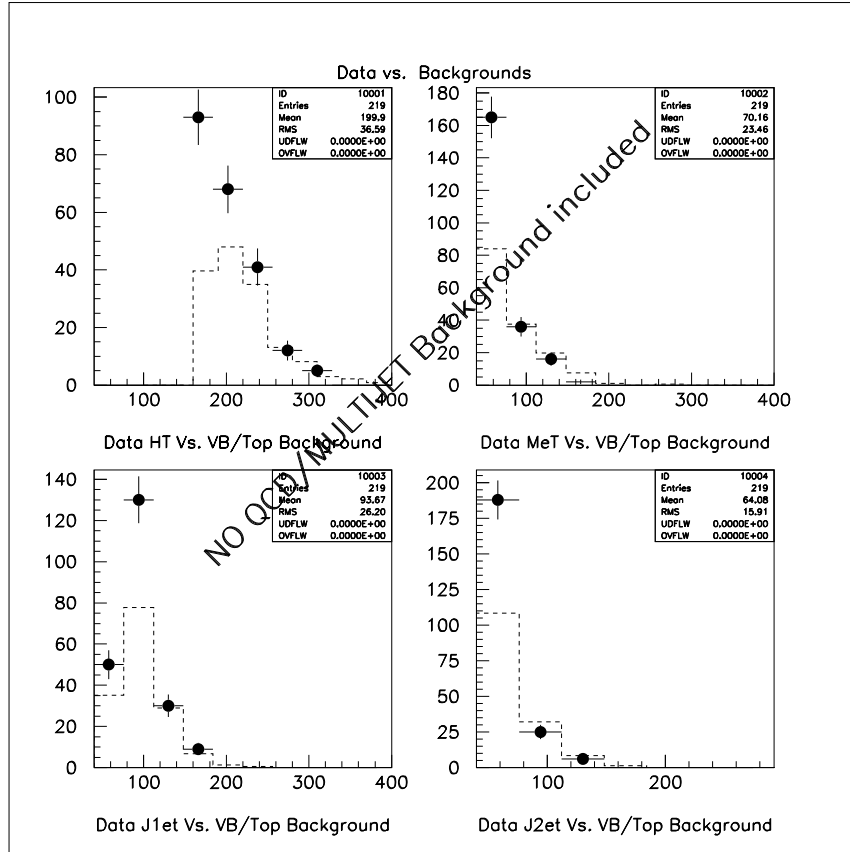 Data vs. Backgrounds
100
80
60
40
20
0
100 200 300 400
ID 10001
Entries 219
Mean 199.9
RMS 36.59
UDFLW 0.0000E+00
OVFLW 0.0000E+00
Data HT Vs. VB/Top Background
180
160
140
120
100
80
60
40
20
0
100 200 300 400
ID 10002
Entries 219
Mean 70.16
RMS 23.46
UDFLW 0.0000E+00
OVFLW 0.0000E+00
Data MeT Vs. VB/Top Background
NO QCD/MULTIJET Background included
140
120
100
80
60
40
20
0
100 200 300 400
ID 10003
Entries 219
Mean 93.67
RMS 26.20
UDFLW 0.0000E+00
OVFLW 0.0000E+00
Data J1et Vs. VB/Top Background
200
175
150
125
100
75
50
25
0
100 200
ID 10004
Entries 219
Mean 64.08
RMS 15.91
UDFLW 0.0000E+00
OVFLW 0.0000E+00
Data J2et Vs. VB/Top Background